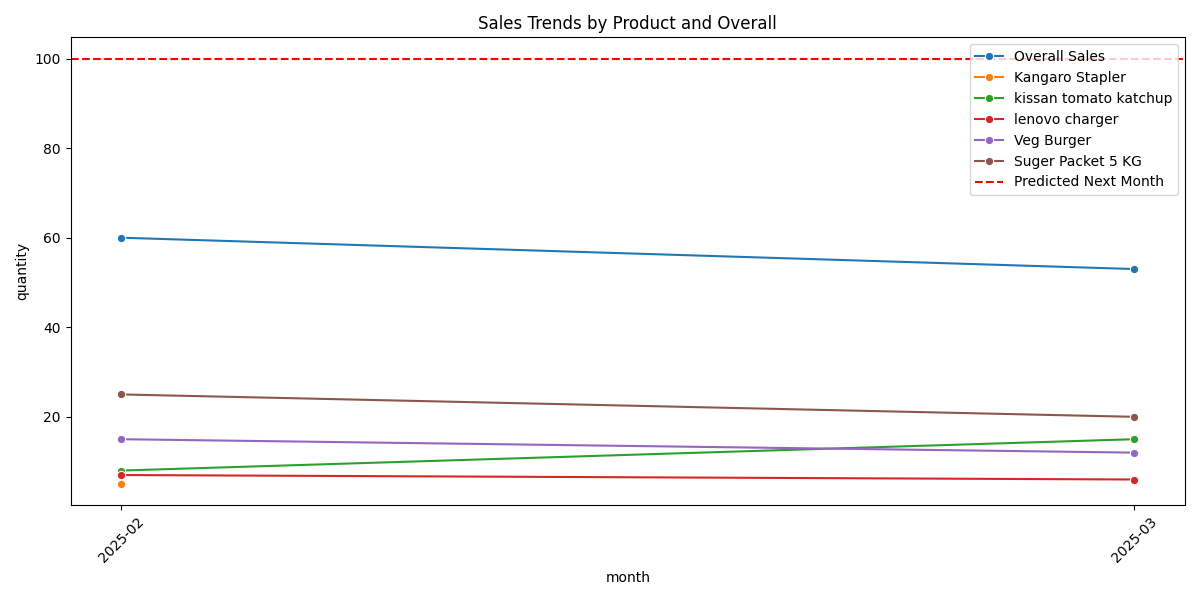 Sales Trends by Product and Overall
100
80
60
40
20
quantity
Overall Sales
Kangaro Stapler
kissan tomato katchup
lenovo charger
Veg Burger
Suger Packet 5 KG
Predicted Next Month
2025-02
2025-03
month